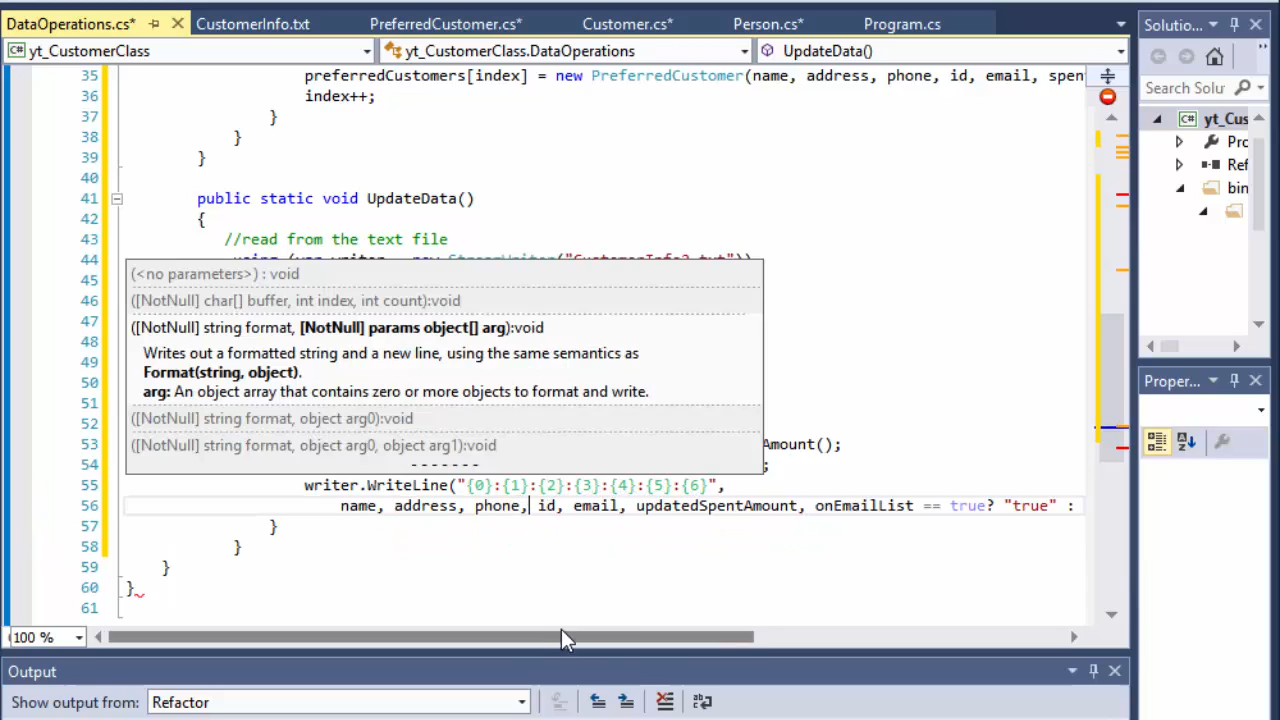 DataOperations.cs* CustomerInfo.txt PreferredCustomer.cs* Customer.cs* Person.cs* Program.cs
Solutio...
yt_CustomerClass yt_CustomerClass.DataOperations UpdateData()
Search Solu
35 preferredCustomers[index] = new PreferredCustomer(name, address, phone, id, email, spen
36 index++;
37 }
38 }
39 }
40
41 public static void UpdateData()
42 {
43 //read from the text file
44 using (var writer = new StreamWriter("CustomerInfo2.txt"))
45
46
47
48
49
50
51
52
53 Amount();
54 ;
55 writer.WriteLine("{0}:{1}:{2}:{3}:{4}:{5}:{6}",
56 name, address, phone, id, email, updatedSpentAmount, onEmailList == true? "true" :
57 }
58 }
59 }
60 }
61
(<no parameters>) : void
([NotNull] char[] buffer, int index, int count):void
([NotNull] string format, [NotNull] params object[] arg):void
Writes out a formatted string and a new line, using the same semantics as
Format(string, object).
arg: An object array that contains zero or more objects to format and write.
([NotNull] string format, object arg0):void
([NotNull] string format, object arg0, object arg1):void
yt_Cus
Pro
Ref
bin
Proper...
100 %
Output
Show output from: Refactor